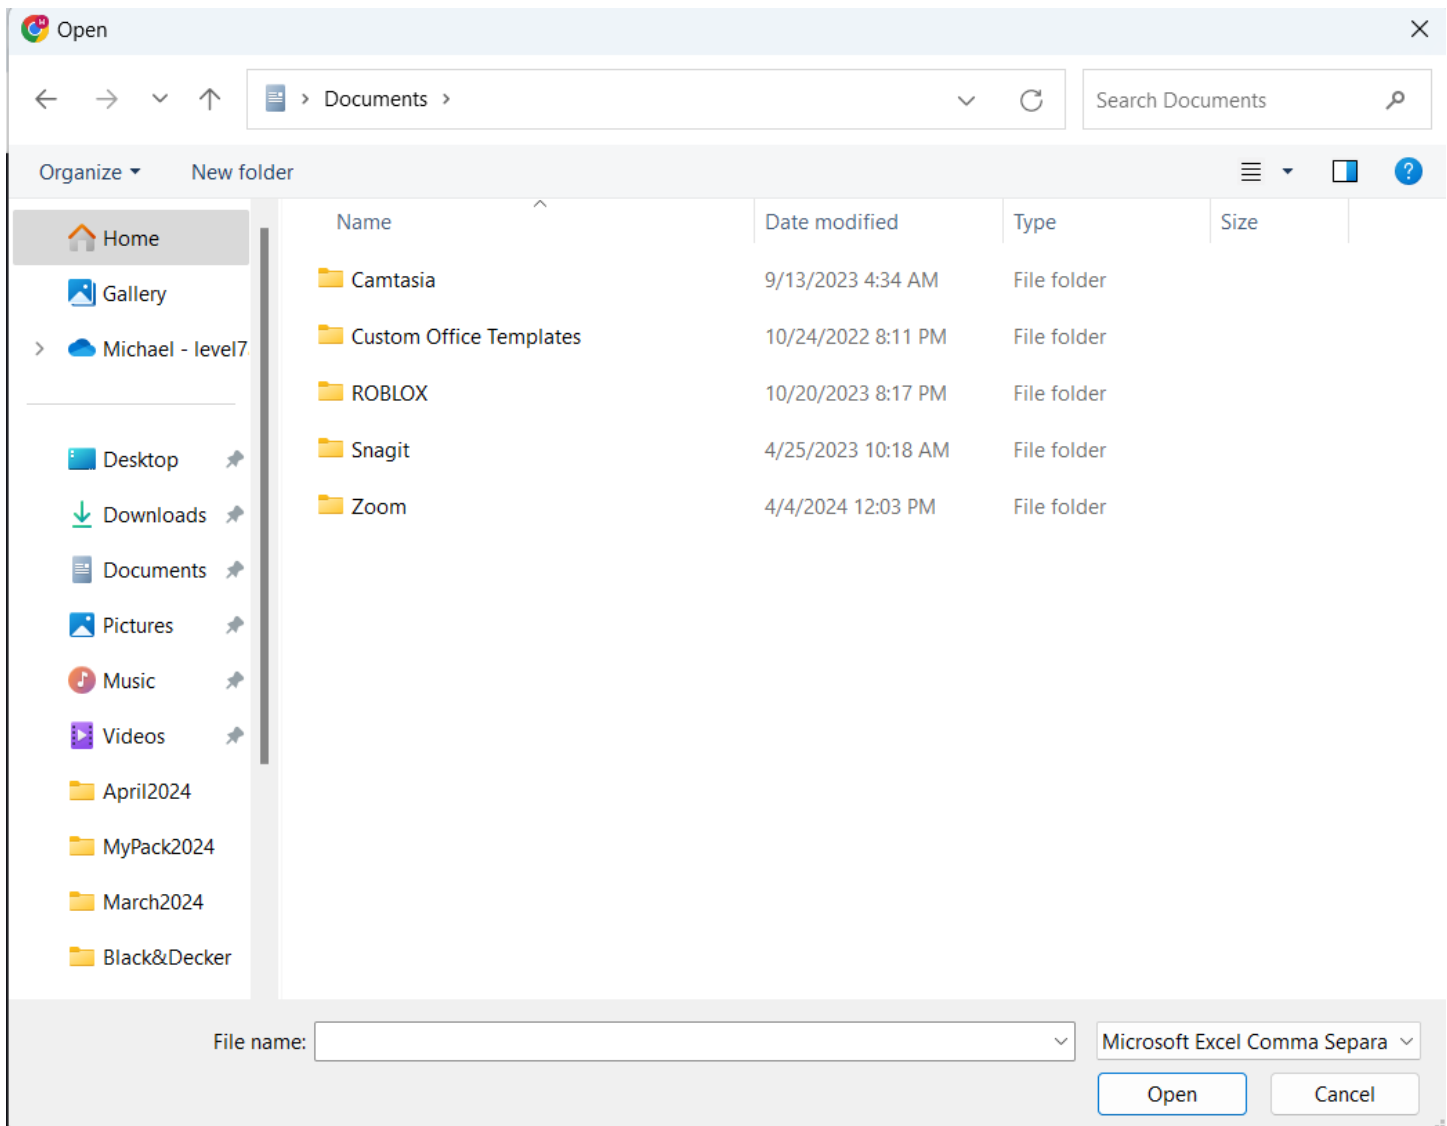 Open
Documents
Search Documents
Organize New folder
Name Date modified Type Size
Home
Gallery
Michael - level7
Desktop
Downloads
Documents
Pictures
Music
Videos
April2024
MyPack2024
March2024
Black&Decker
Camtasia 9/13/2023 4:34 AM File folder
Custom Office Templates 10/24/2022 8:11 PM File folder
ROBLOX 10/20/2023 8:17 PM File folder
Snagit 4/25/2023 10:18 AM File folder
Zoom 4/4/2024 12:03 PM File folder
File name: Microsoft Excel Comma Separa
Open Cancel